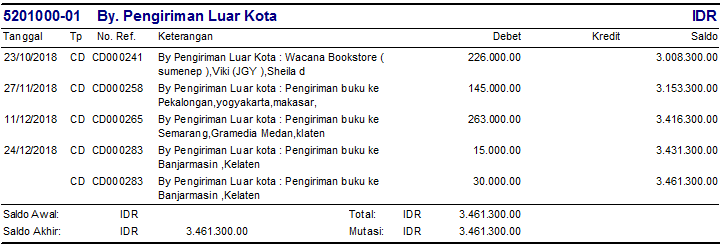 5201000-01 By. Pengiriman Luar Kota IDR
Tanggal Tp No. Ref. Keterangan Debet Kredit Saldo
23/10/2018 CD CD000241 By Pengiriman Luar Kota : Wacana Bookstore ( 226.000.00 3.008.300.00
sumenep ),Viki (JGY ),Sheila d
27/11/2018 CD CD000258 By Pengiriman Luar kota : Pengiriman buku ke 145.000.00 3.153.300.00
Pekalongan,yogyakarta,makasar,
11/12/2018 CD CD000265 By Pengiriman Luar kota : Pengiriman buku ke 263.000.00 3.416.300.00
Semarang,Gramedia Medan,klaten
24/12/2018 CD CD000283 By Pengiriman Luar kota : Pengiriman buku ke 15.000.00 3.431.300.00
Banjarmasin ,Kelaten
CD CD000283 By Pengiriman Luar kota : Pengiriman buku ke 30.000.00 3.461.300.00
Banjarmasin ,Kelaten
Saldo Awal: IDR Total: IDR 3.461.300.00
Saldo Akhir: IDR 3.461.300.00 Mutasi: IDR 3.461.300.00